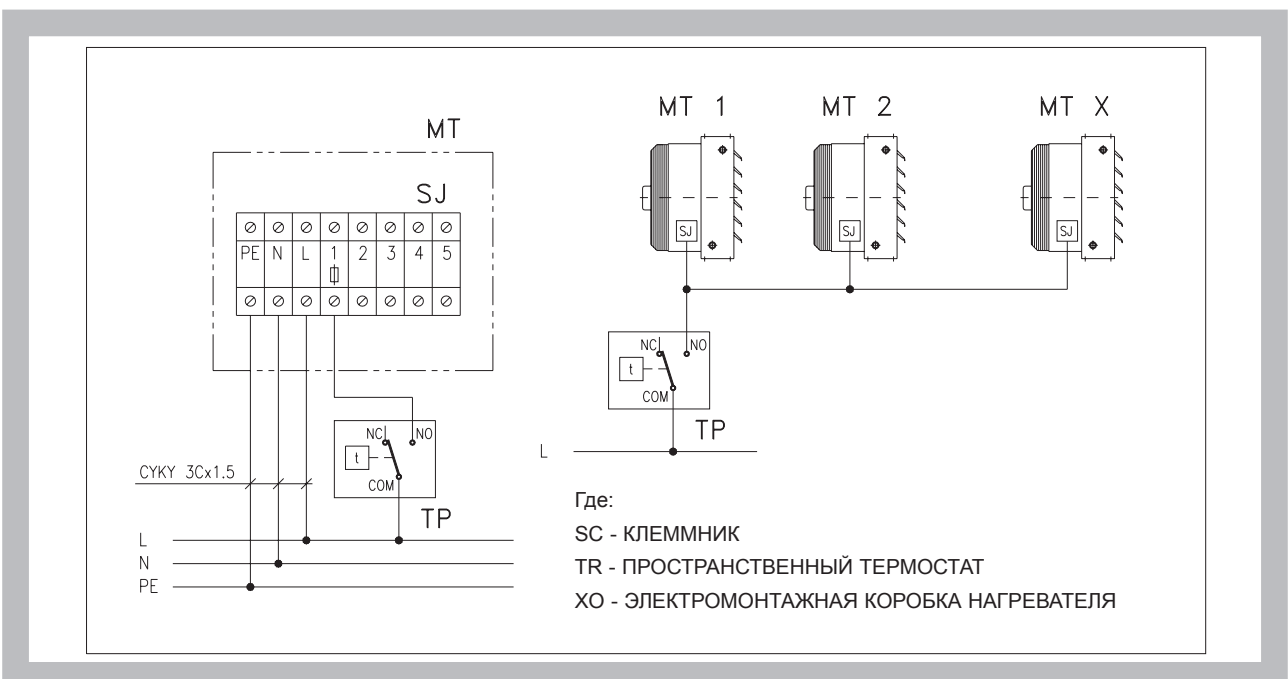 MT
SJ
PE N L 1 2 3 4 5
NC NO
t
COM
TP
CYKY 3Cx1.5
L
N
PE
MT 1 MT 2 MT X
SJ SJ SJ
NC NO
t
COM
TP
L
Где:
SC - КЛЕММНИК
TR - ПРОСТРАНСТВЕННЫЙ ТЕРМОСТАТ
XO - ЭЛЕКТРОМОНТАЖНАЯ КОРОБКА НАГРЕВАТЕЛЯ